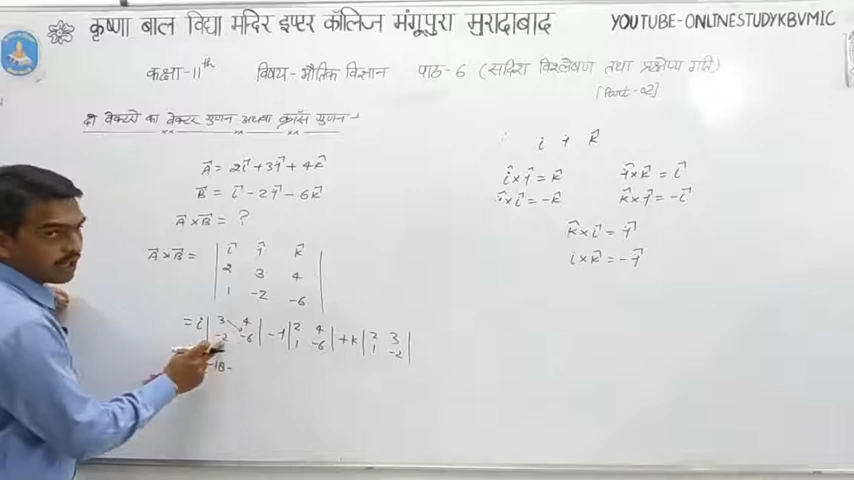 कृष्णा बाल विद्या मन्दिर इण्टर कॉलिज मंगूपुरा मुरादाबाद
YOUTUBE-ONLINESTUDYKBVMIC
कक्षा-11th विषय-भौतिक विज्ञान पाठ-6 (सदिश विश्लेषण तथा प्रक्षेप्य गति)
[Part-02]
दो वेक्टरो का वेक्टर गुणन अथवा क्रॉस गुणन-
A⃗ = 2i⃗+3j⃗+4k⃗
B⃗ = i⃗-2j⃗-6k⃗
A⃗×B⃗ = ?
A⃗×B⃗ = | i⃗ j⃗ k⃗ |
| 2 3 4 |
| 1 -2 -6 |
= i | 3 4 | -j | 2 4 | +k | 2 3 |
| -2 -6 | | 1 -6 | | 1 -2 |
-18-
i j k⃗
i×j = k⃗ j×k⃗ = i⃗
j×i⃗ = -k⃗ k⃗×j = -i⃗
k⃗×i⃗ = j⃗
i×k⃗ = -j⃗